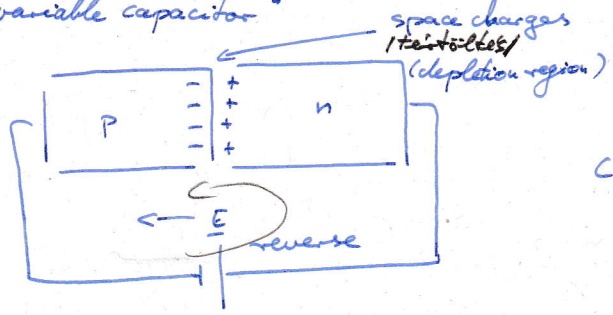 variable capacitor"
space charges
/tértöltés/
(depletion region)
- +
- +
p - + n
- +
← E
reverse
C